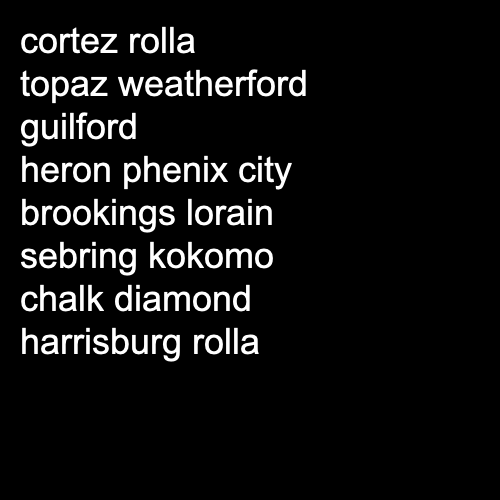 cortez rolla
topaz weatherford
guilford
heron phenix city
brookings lorain
sebring kokomo
chalk diamond
harrisburg rolla